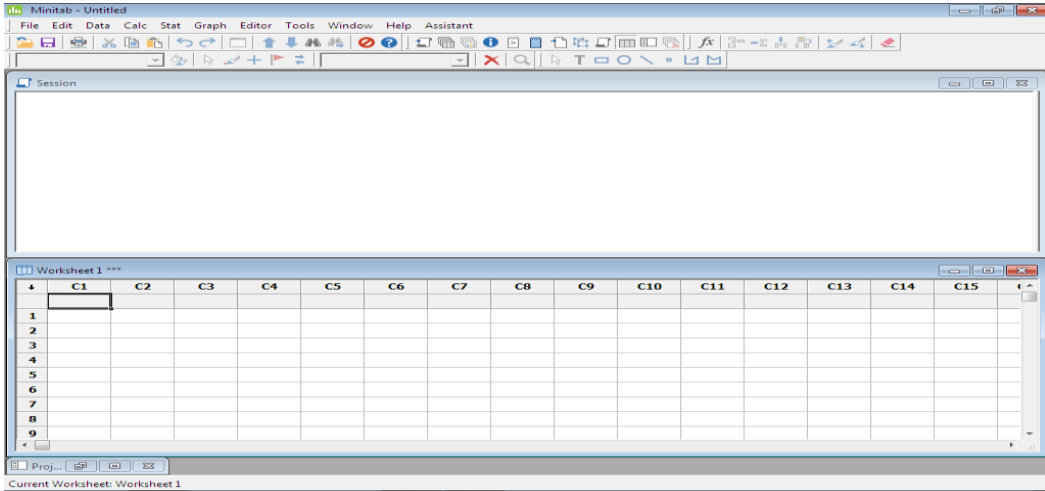 Minitab - Untitled
File Edit Data Calc Stat Graph Editor Tools Window Help Assistant
Session
Worksheet 1 ***
C1 C2 C3 C4 C5 C6 C7 C8 C9 C10 C11 C12 C13 C14 C15
1
2
3
4
5
6
7
8
9
Proj...
Current Worksheet: Worksheet 1